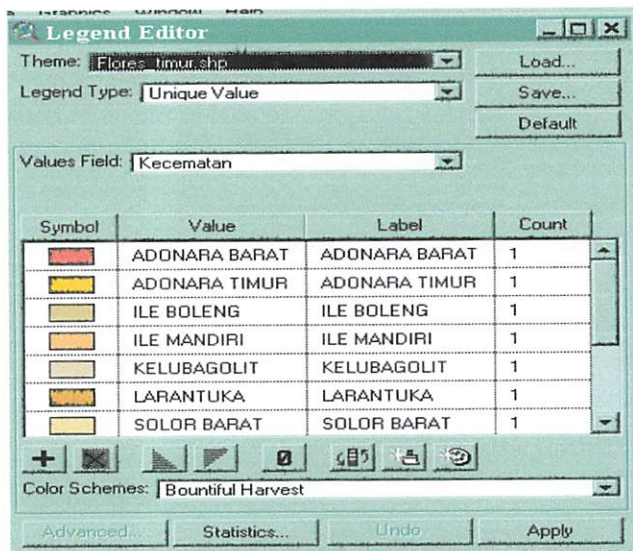 Graphics Window Help
Legend Editor
Theme: Flores_timur.shp
Load...
Legend Type: Unique Value
Save...
Default
Values Field: Kecematan
Symbol Value Label Count
ADONARA BARAT ADONARA BARAT 1
ADONARA TIMUR ADONARA TIMUR 1
ILE BOLENG ILE BOLENG 1
ILE MANDIRI ILE MANDIRI 1
KELUBAGOLIT KELUBAGOLIT 1
LARANTUKA LARANTUKA 1
SOLOR BARAT SOLOR BARAT 1
Color Schemes: Bountiful Harvest
Advanced... Statistics... Undo Apply